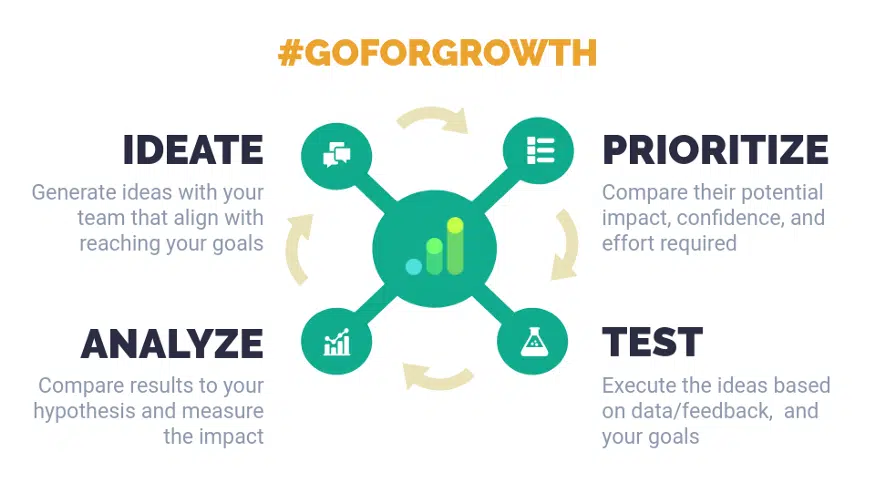 #GOFORGROWTH
IDEATE
Generate ideas with your
team that align with
reaching your goals
PRIORITIZE
Compare their potential
impact, confidence, and
effort required
ANALYZE
Compare results to your
hypothesis and measure
the impact
TEST
Execute the ideas based
on data/feedback,  and
your goals